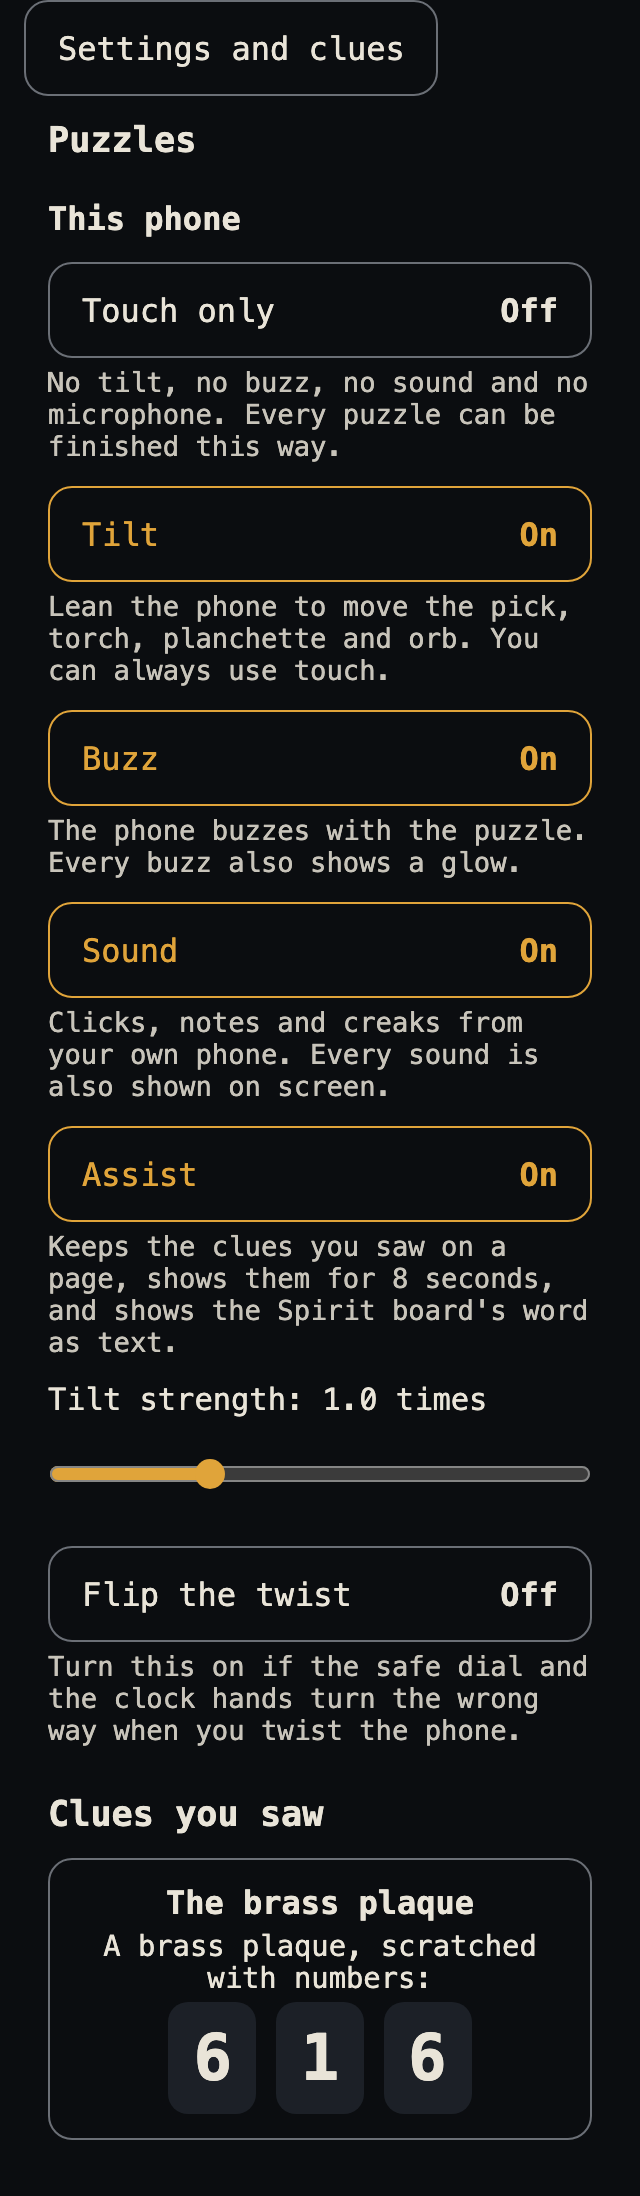 Settings and clues
Puzzles
This phone
Touch only Off
No tilt, no buzz, no sound and no
microphone. Every puzzle can be
finished this way.
Tilt On
Lean the phone to move the pick,
torch, planchette and orb. You
can always use touch.
Buzz On
The phone buzzes with the puzzle.
Every buzz also shows a glow.
Sound On
Clicks, notes and creaks from
your own phone. Every sound is
also shown on screen.
Assist On
Keeps the clues you saw on a
page, shows them for 8 seconds,
and shows the Spirit board's word
as text.
Tilt strength: 1.0 times
Flip the twist Off
Turn this on if the safe dial and
the clock hands turn the wrong
way when you twist the phone.
Clues you saw
The brass plaque
A brass plaque, scratched
with numbers:
6 1 6